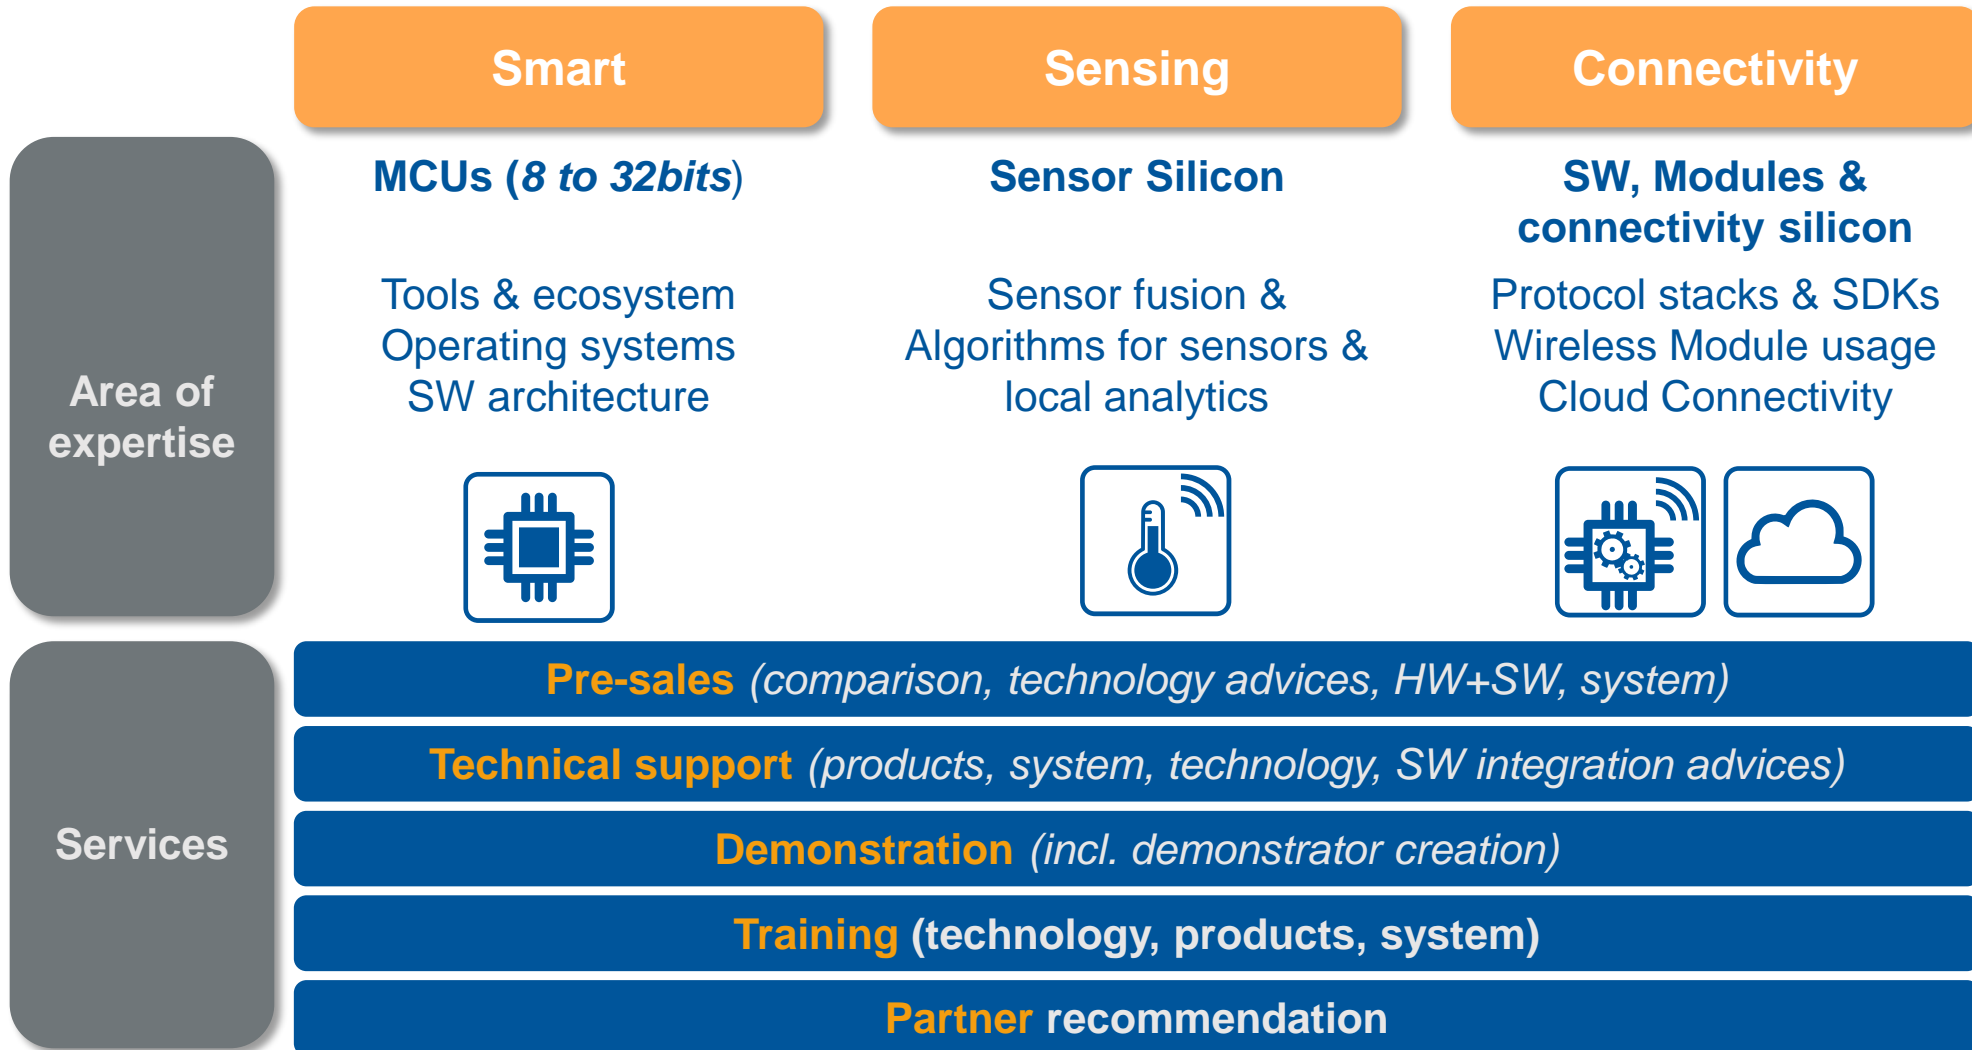 Smart
Sensing
Connectivity
Area of
expertise
MCUs (8 to 32bits)
Tools & ecosystem
Operating systems
SW architecture
Sensor Silicon
Sensor fusion &
Algorithms for sensors &
local analytics
SW, Modules &
connectivity silicon
Protocol stacks & SDKs
Wireless Module usage
Cloud Connectivity
Services
Pre-sales (comparison, technology advices, HW+SW, system)
Technical support (products, system, technology, SW integration advices)
Demonstration (incl. demonstrator creation)
Training (technology, products, system)
Partner recommendation